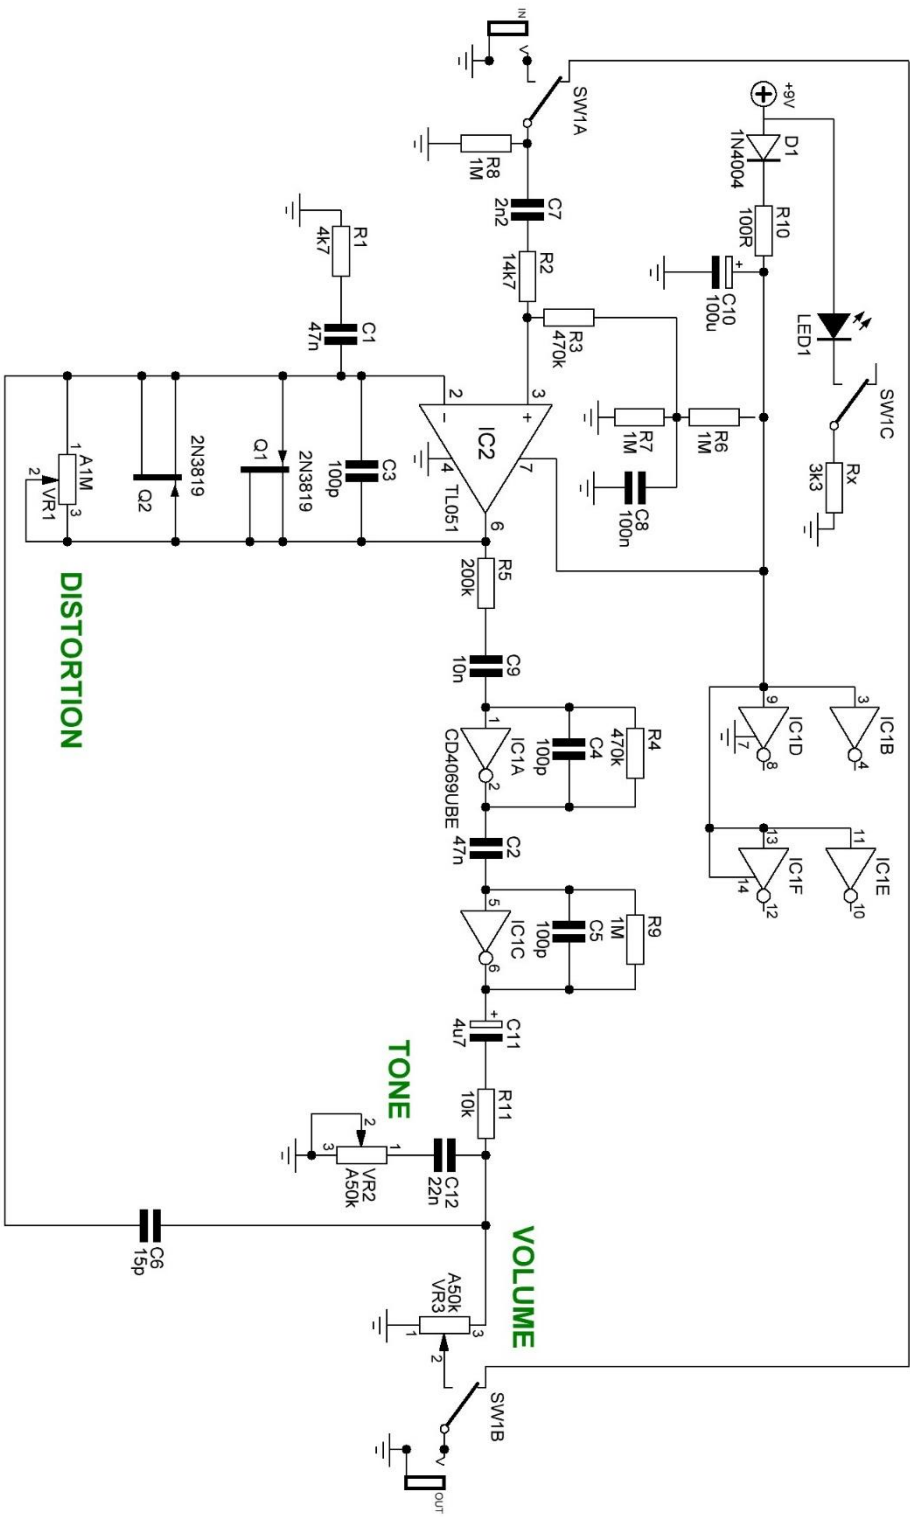 +9V
D1
1N4004
R10
100R
C10
+
100u
LED1
SW1C
Rx
3k3
IN
V
SW1A
R8
1M
C7
2n2
R2
14k7
R3
470k
R6
1M
R7
1M
C8
100n
3
+
2
-
IC2
TL051
7
4
6
R1
4k7
C1
47n
C3
100p
2N3819
Q1
2N3819
Q2
A1M
VR1
1
2
3
DISTORTION
R5
200k
C9
10n
R4
470k
C4
100p
IC1A
CD4069UBE
1
2
C2
47n
R9
1M
C5
100p
IC1C
5
6
C11
+
4u7
R11
10k
IC1B
3
4
IC1D
9
8
7
IC1E
11
10
IC1F
13
12
14
TONE
C12
22n
VR2
A50k
1
2
3
C6
15p
VOLUME
A50k
VR3
3
2
1
SW1B
V
OUT